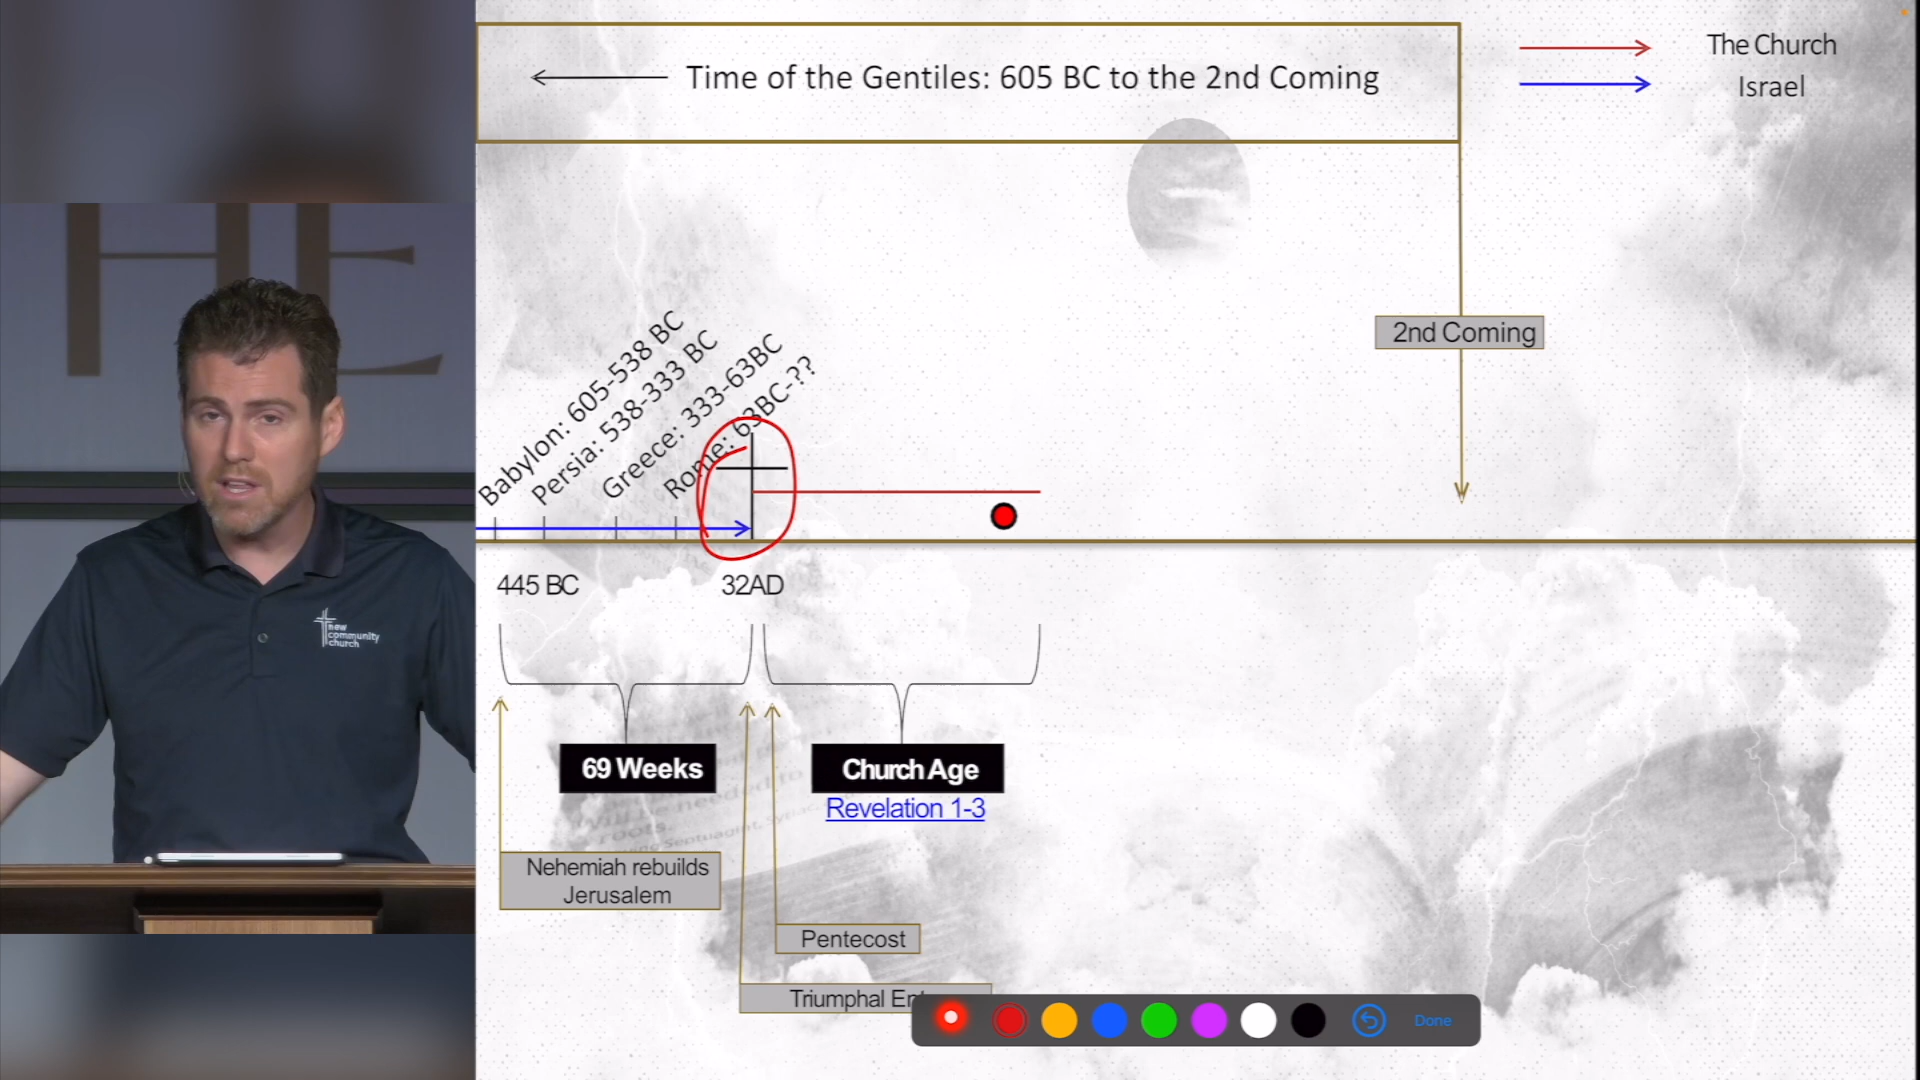 HE
new
community
church
Time of the Gentiles: 605 BC to the 2nd Coming
The Church
Israel
2nd Coming
Babylon: 605-538 BC
Persia: 538-333 BC
Greece: 333-63BC
Rome: 63BC-??
445 BC
32AD
69 Weeks
Church Age
Revelation 1-3
Nehemiah rebuilds
Jerusalem
Pentecost
Triumphal
Done